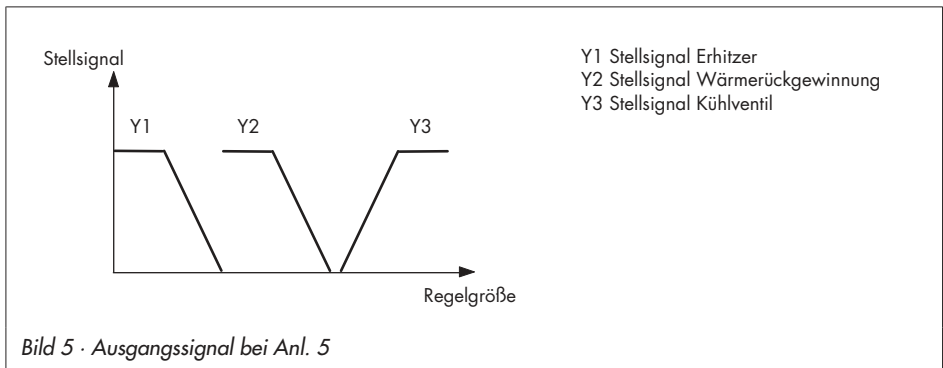 Stellsignal
Y1 Stellsignal Erhitzer
Y2 Stellsignal Wärmerückgewinnung
Y3 Stellsignal Kühlventil
Y1
Y2
Y3
Regelgröße
Bild 5 · Ausgangssignal bei Anl. 5